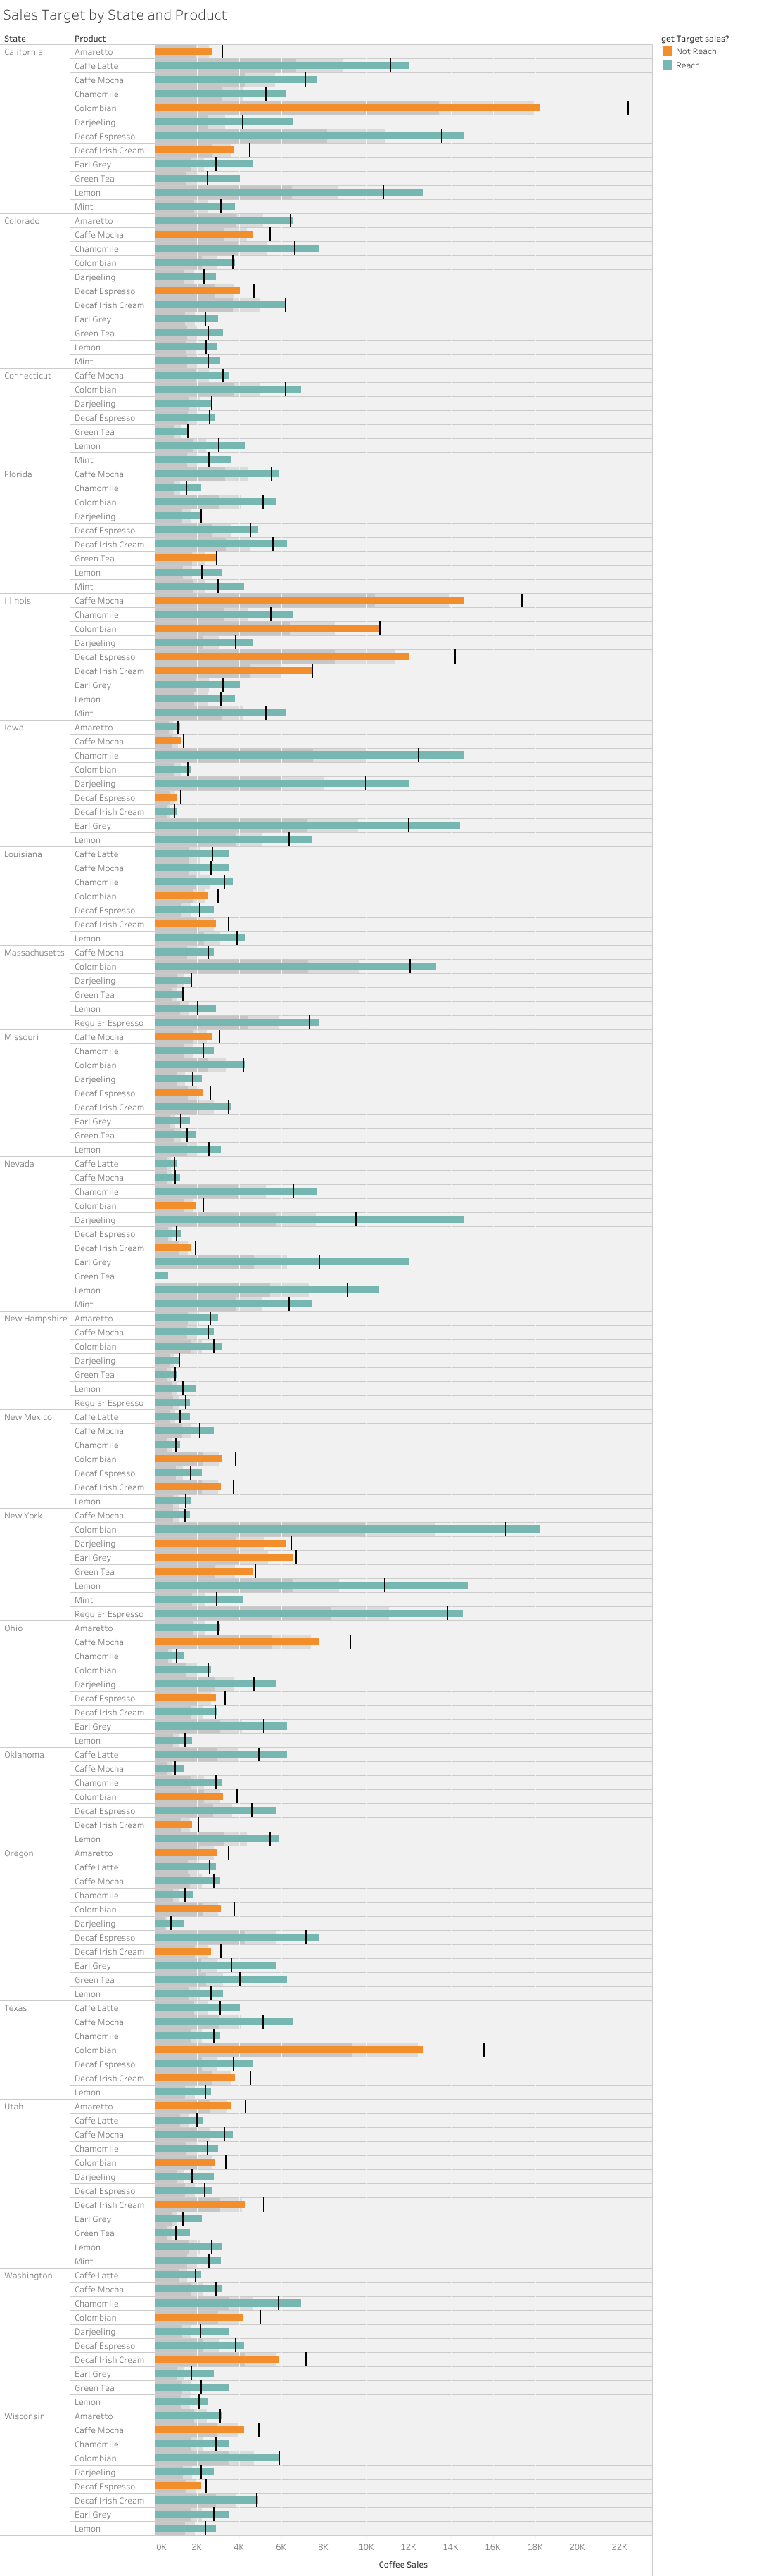 Sales Target by State and Product
State Product
get Target sales?
Not Reach
Reach
California Amaretto
Caffe Latte
Caffe Mocha
Chamomile
Colombian
Darjeeling
Decaf Espresso
Decaf Irish Cream
Earl Grey
Green Tea
Lemon
Mint
Colorado Amaretto
Caffe Mocha
Chamomile
Colombian
Darjeeling
Decaf Espresso
Decaf Irish Cream
Earl Grey
Green Tea
Lemon
Mint
Connecticut Caffe Mocha
Colombian
Darjeeling
Decaf Espresso
Green Tea
Lemon
Mint
Florida Caffe Mocha
Chamomile
Colombian
Darjeeling
Decaf Espresso
Decaf Irish Cream
Green Tea
Lemon
Mint
Illinois Caffe Mocha
Chamomile
Colombian
Darjeeling
Decaf Espresso
Decaf Irish Cream
Earl Grey
Lemon
Mint
Iowa Amaretto
Caffe Mocha
Chamomile
Colombian
Darjeeling
Decaf Espresso
Decaf Irish Cream
Earl Grey
Lemon
Louisiana Caffe Latte
Caffe Mocha
Chamomile
Colombian
Decaf Espresso
Decaf Irish Cream
Lemon
Massachusetts Caffe Mocha
Colombian
Darjeeling
Green Tea
Lemon
Regular Espresso
Missouri Caffe Mocha
Chamomile
Colombian
Darjeeling
Decaf Espresso
Decaf Irish Cream
Earl Grey
Green Tea
Lemon
Nevada Caffe Latte
Caffe Mocha
Chamomile
Colombian
Darjeeling
Decaf Espresso
Decaf Irish Cream
Earl Grey
Green Tea
Lemon
Mint
New Hampshire Amaretto
Caffe Mocha
Colombian
Darjeeling
Green Tea
Lemon
Regular Espresso
New Mexico Caffe Latte
Caffe Mocha
Chamomile
Colombian
Decaf Espresso
Decaf Irish Cream
Lemon
New York Caffe Mocha
Colombian
Darjeeling
Earl Grey
Green Tea
Lemon
Mint
Regular Espresso
Ohio Amaretto
Caffe Mocha
Chamomile
Colombian
Darjeeling
Decaf Espresso
Decaf Irish Cream
Earl Grey
Lemon
Oklahoma Caffe Latte
Caffe Mocha
Chamomile
Colombian
Decaf Espresso
Decaf Irish Cream
Lemon
Oregon Amaretto
Caffe Latte
Caffe Mocha
Chamomile
Colombian
Darjeeling
Decaf Espresso
Decaf Irish Cream
Earl Grey
Green Tea
Lemon
Texas Caffe Latte
Caffe Mocha
Chamomile
Colombian
Decaf Espresso
Decaf Irish Cream
Lemon
Utah Amaretto
Caffe Latte
Caffe Mocha
Chamomile
Colombian
Darjeeling
Decaf Espresso
Decaf Irish Cream
Earl Grey
Green Tea
Lemon
Mint
Washington Caffe Latte
Caffe Mocha
Chamomile
Colombian
Darjeeling
Decaf Espresso
Decaf Irish Cream
Earl Grey
Green Tea
Lemon
Wisconsin Amaretto
Caffe Mocha
Chamomile
Colombian
Darjeeling
Decaf Espresso
Decaf Irish Cream
Earl Grey
Lemon
0K 2K 4K 6K 8K 10K 12K 14K 16K 18K 20K 22K
Coffee Sales